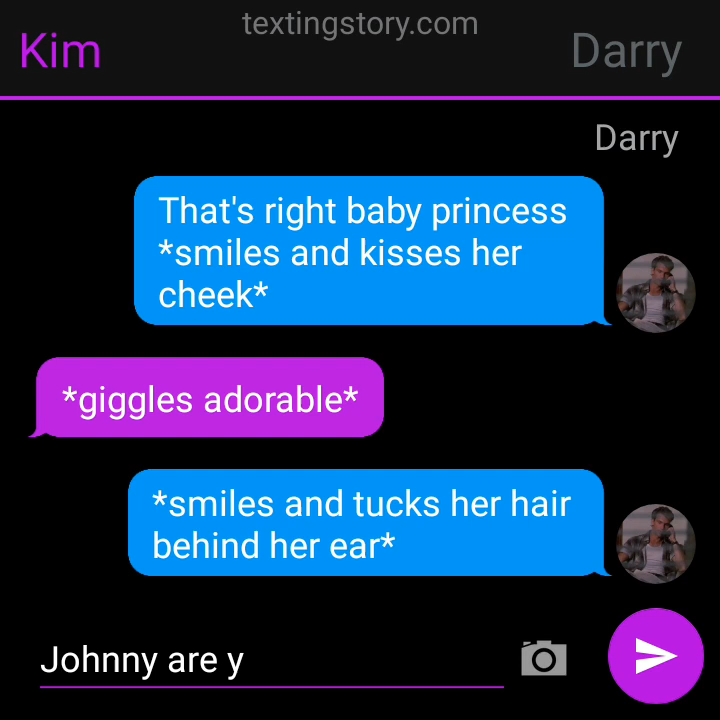 textingstory.com
Kim
Darry
Darry
That's right baby princess
*smiles and kisses her
cheek*
*giggles adorable*
*smiles and tucks her hair
behind her ear*
Johnny are y